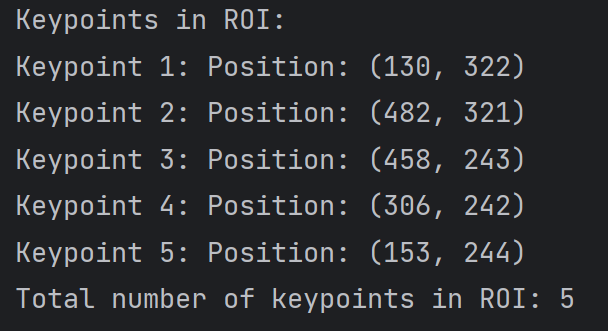 Keypoints in ROI:
Keypoint 1: Position: (130, 322)
Keypoint 2: Position: (482, 321)
Keypoint 3: Position: (458, 243)
Keypoint 4: Position: (306, 242)
Keypoint 5: Position: (153, 244)
Total number of keypoints in ROI: 5